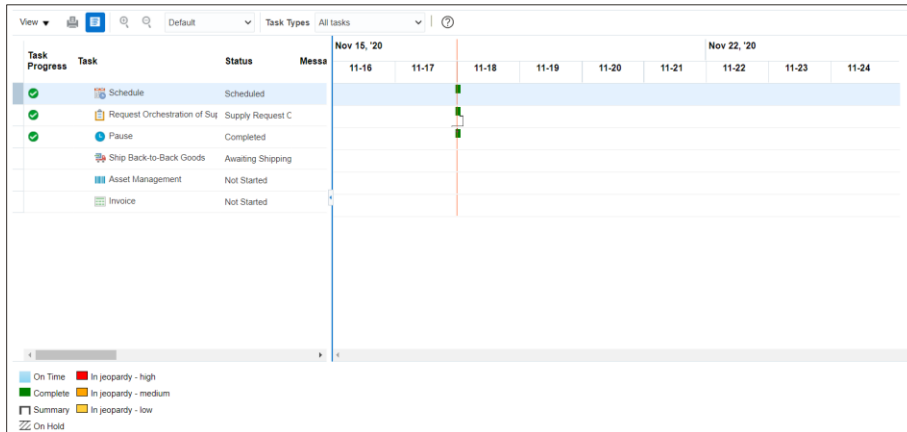 View Default Task Types All tasks
Nov 15, '20 Nov 22, '20
Task Progress Task Status Messa
11-16 11-17 11-18 11-19 11-20 11-21 11-22 11-23 11-24
Schedule Scheduled
Request Orchestration of Sup Supply Request C
Pause Completed
Ship Back-to-Back Goods Awaiting Shipping
Asset Management Not Started
Invoice Not Started
On Time In jeopardy - high
Complete In jeopardy - medium
Summary In jeopardy - low
On Hold